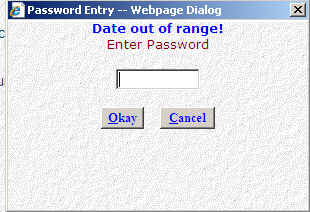 Password Entry -- Webpage Dialog
Date out of range!
Enter Password
Okay
Cancel